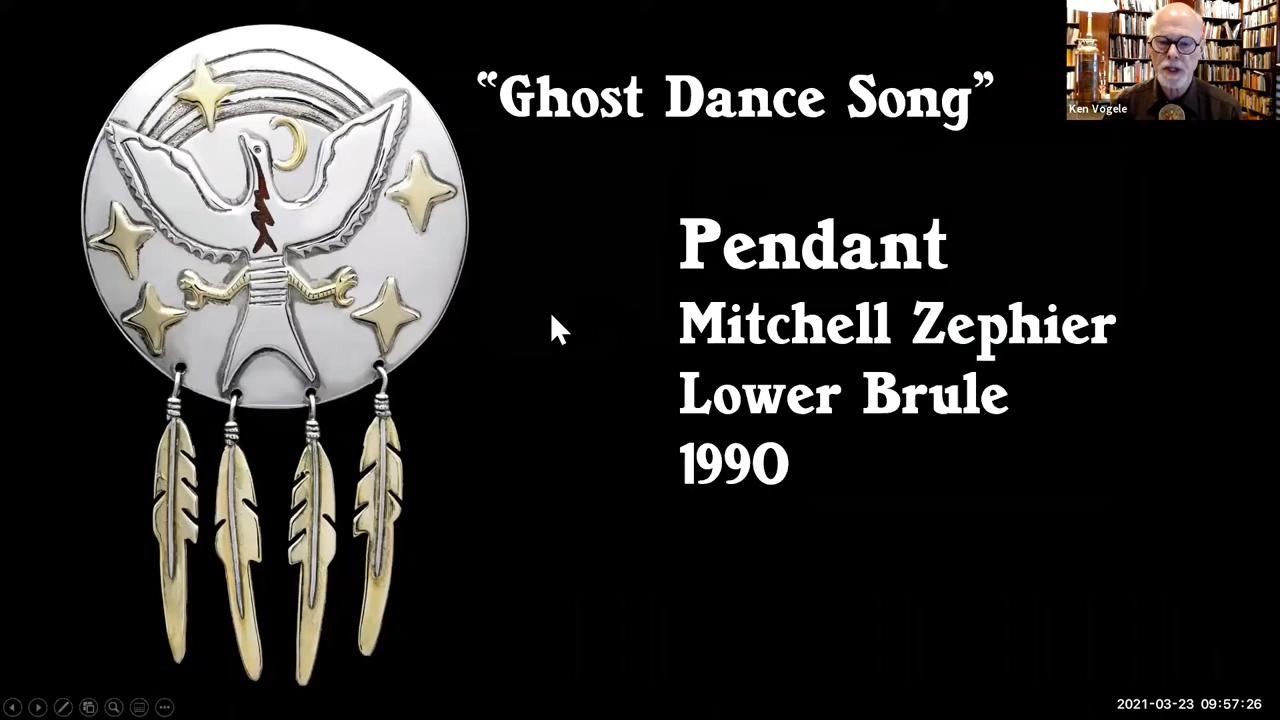 “Ghost Dance Song”
Pendant
Mitchell Zephier
Lower Brule
1990
Ken Vogele
2021-03-23 09:57:26